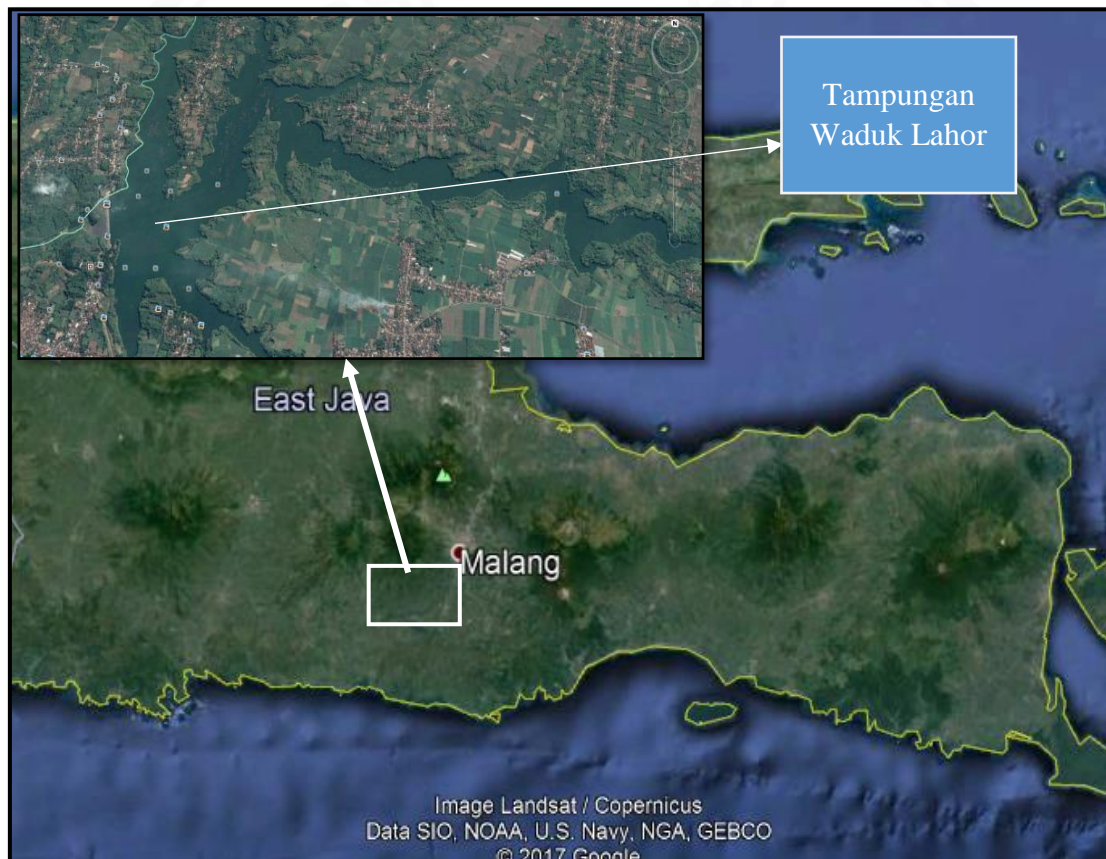 Tampungan
Waduk Lahor
East Java
Malang
Image Landsat / Copernicus
Data SIO, NOAA, U.S. Navy, NGA, GEBCO
© 2017 Google